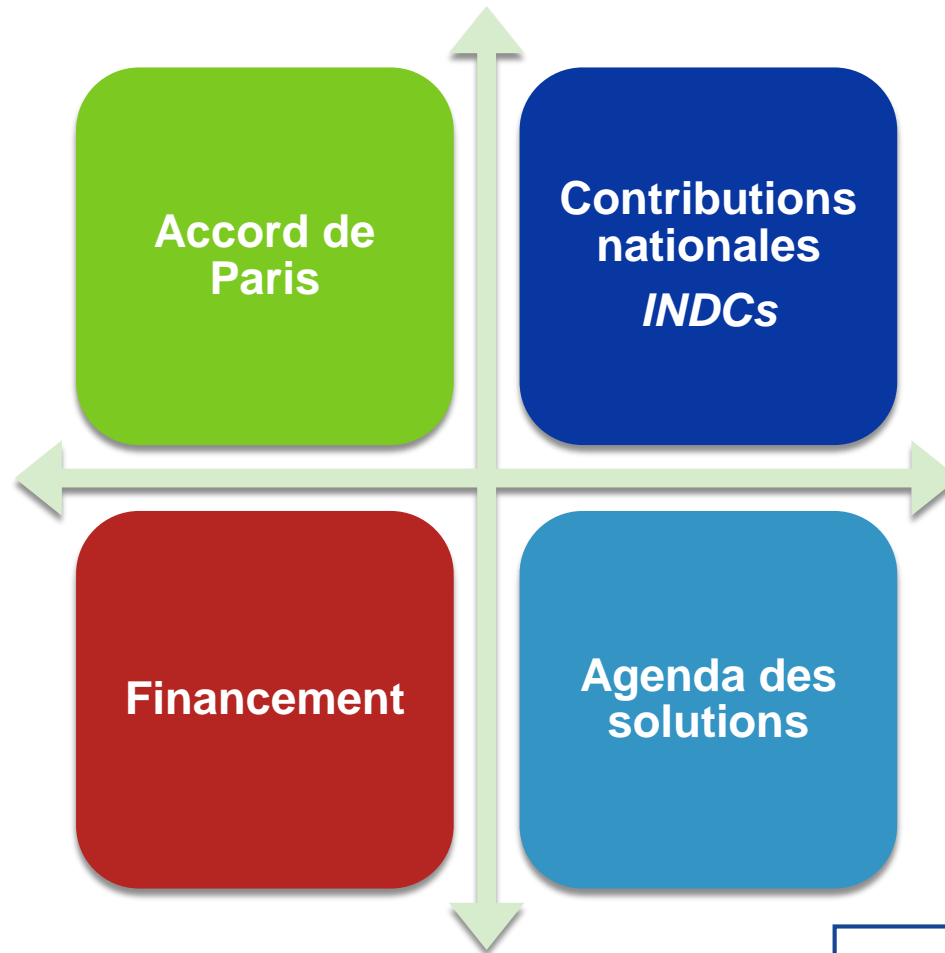 Accord de
Paris
Contributions
nationales
INDCs
Financement
Agenda des
solutions